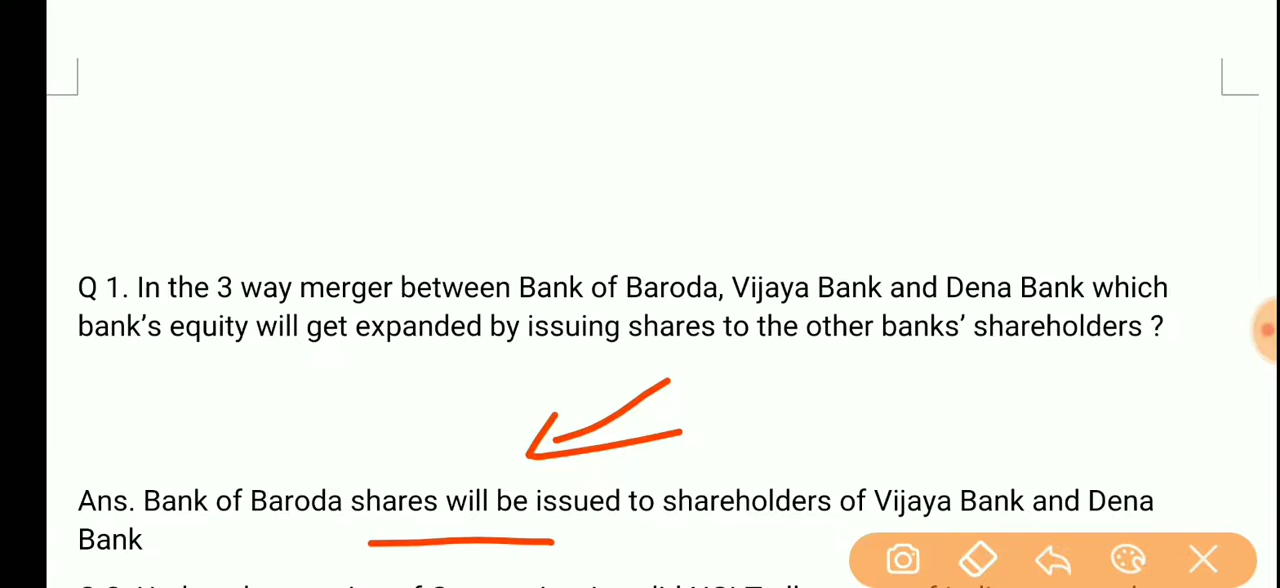 Q 1. In the 3 way merger between Bank of Baroda, Vijaya Bank and Dena Bank which
bank’s equity will get expanded by issuing shares to the other banks’ shareholders ?
Ans. Bank of Baroda shares will be issued to shareholders of Vijaya Bank and Dena
Bank